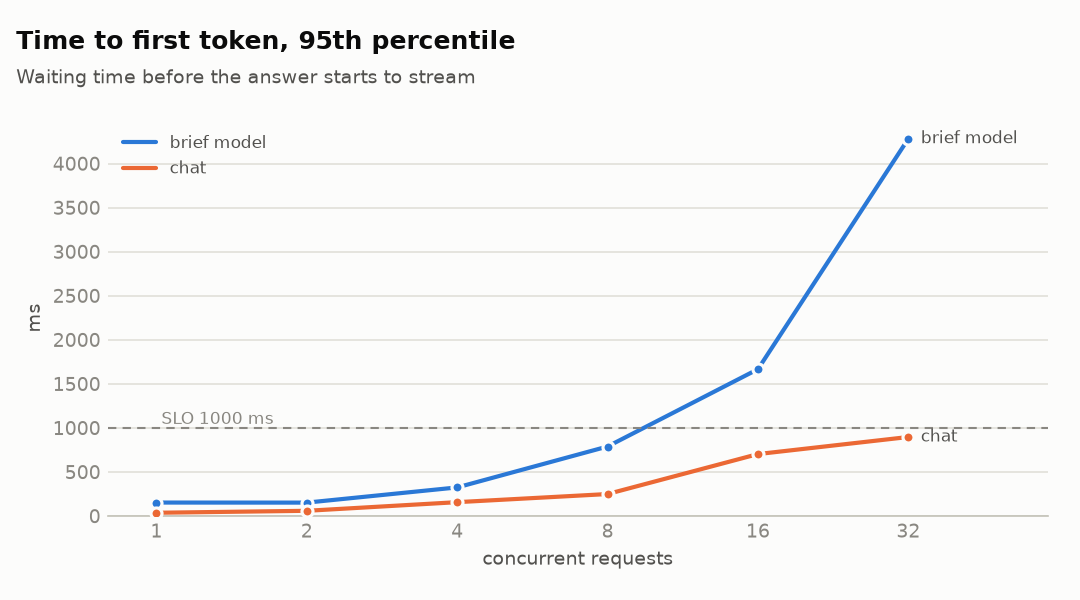 Time to first token, 95th percentile
Waiting time before the answer starts to stream
brief model
chat
brief model
4000
3500
3000
2500
2000
1500
1000
500
0
ms
SLO 1000 ms
chat
1 2 4 8 16 32
concurrent requests